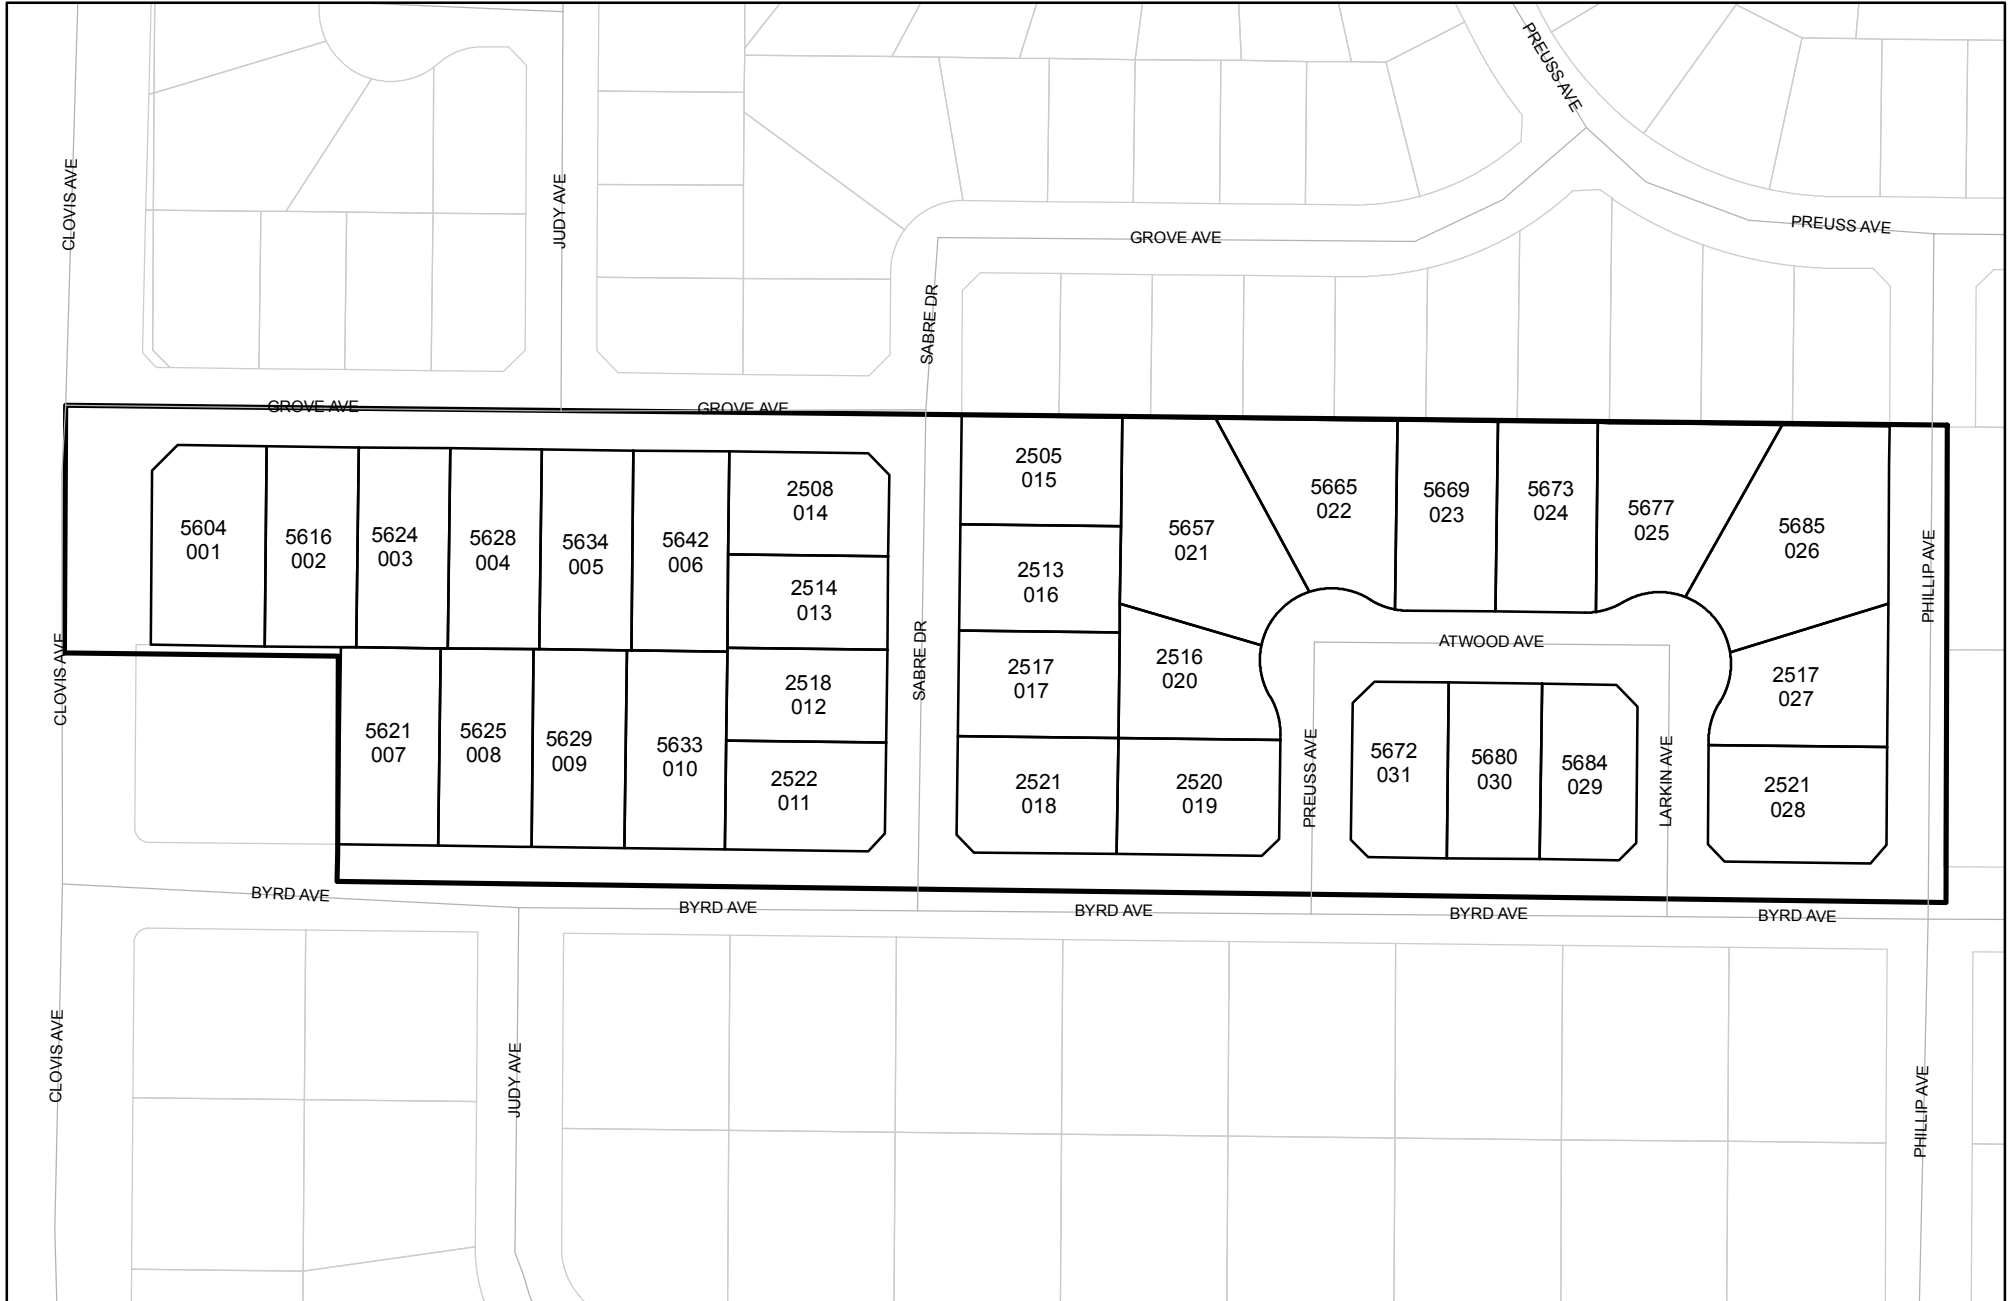 PREUSS AVE
CLOVIS AVE
JUDY AVE
PREUSS AVE
GROVE AVE
SABRE DR
GROVE AVE
GROVE AVE
5604
001
5616
002
5624
003
5628
004
5634
005
5642
006
2508
014
2514
013
2505
015
2513
016
5657
021
5665
022
5669
023
5673
024
5677
025
5685
026
PHILLIP AVE
CLOVIS AVE
5621
007
5625
008
5629
009
5633
010
2518
012
2522
011
SABRE DR
2517
017
2516
020
2521
018
2520
019
ATWOOD AVE
PREUSS AVE
5672
031
5680
030
5684
029
LARKIN AVE
2517
027
2521
028
BYRD AVE
BYRD AVE
BYRD AVE
BYRD AVE
BYRD AVE
CLOVIS AVE
JUDY AVE
PHILLIP AVE